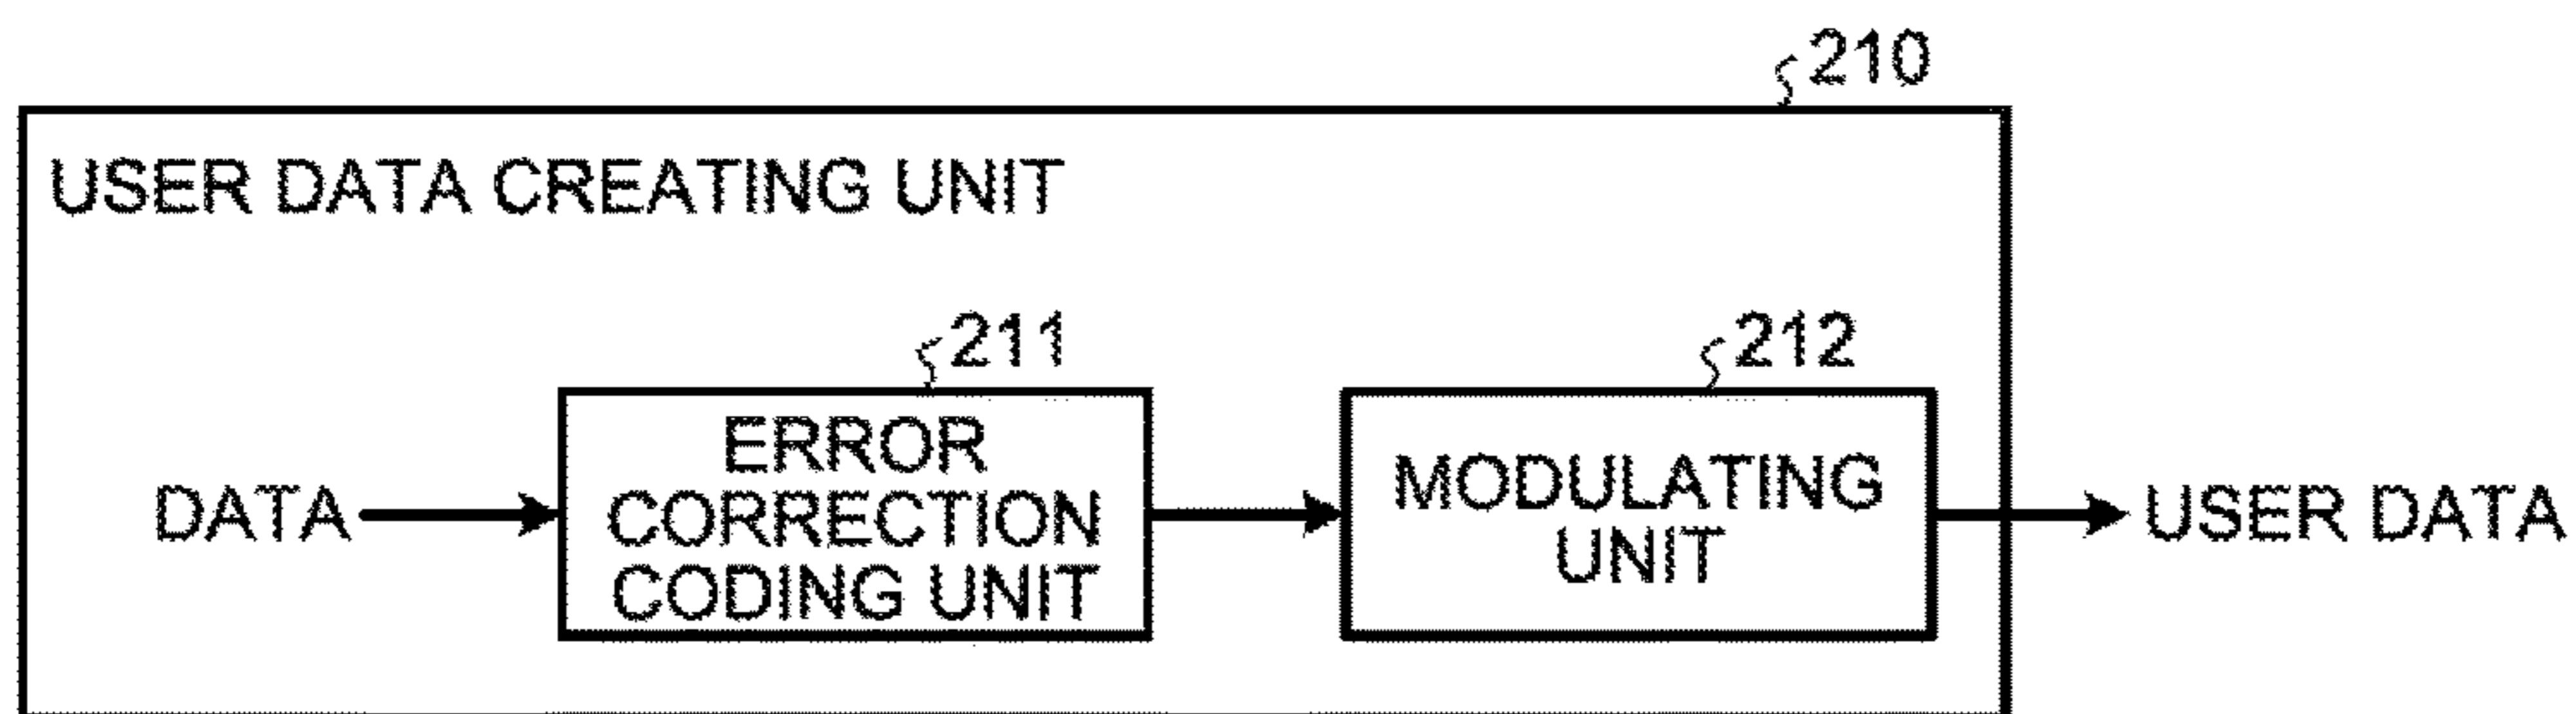 210
USER DATA CREATING UNIT
211
212
DATA
ERROR
CORRECTION
CODING UNIT
MODULATING
UNIT
USER DATA